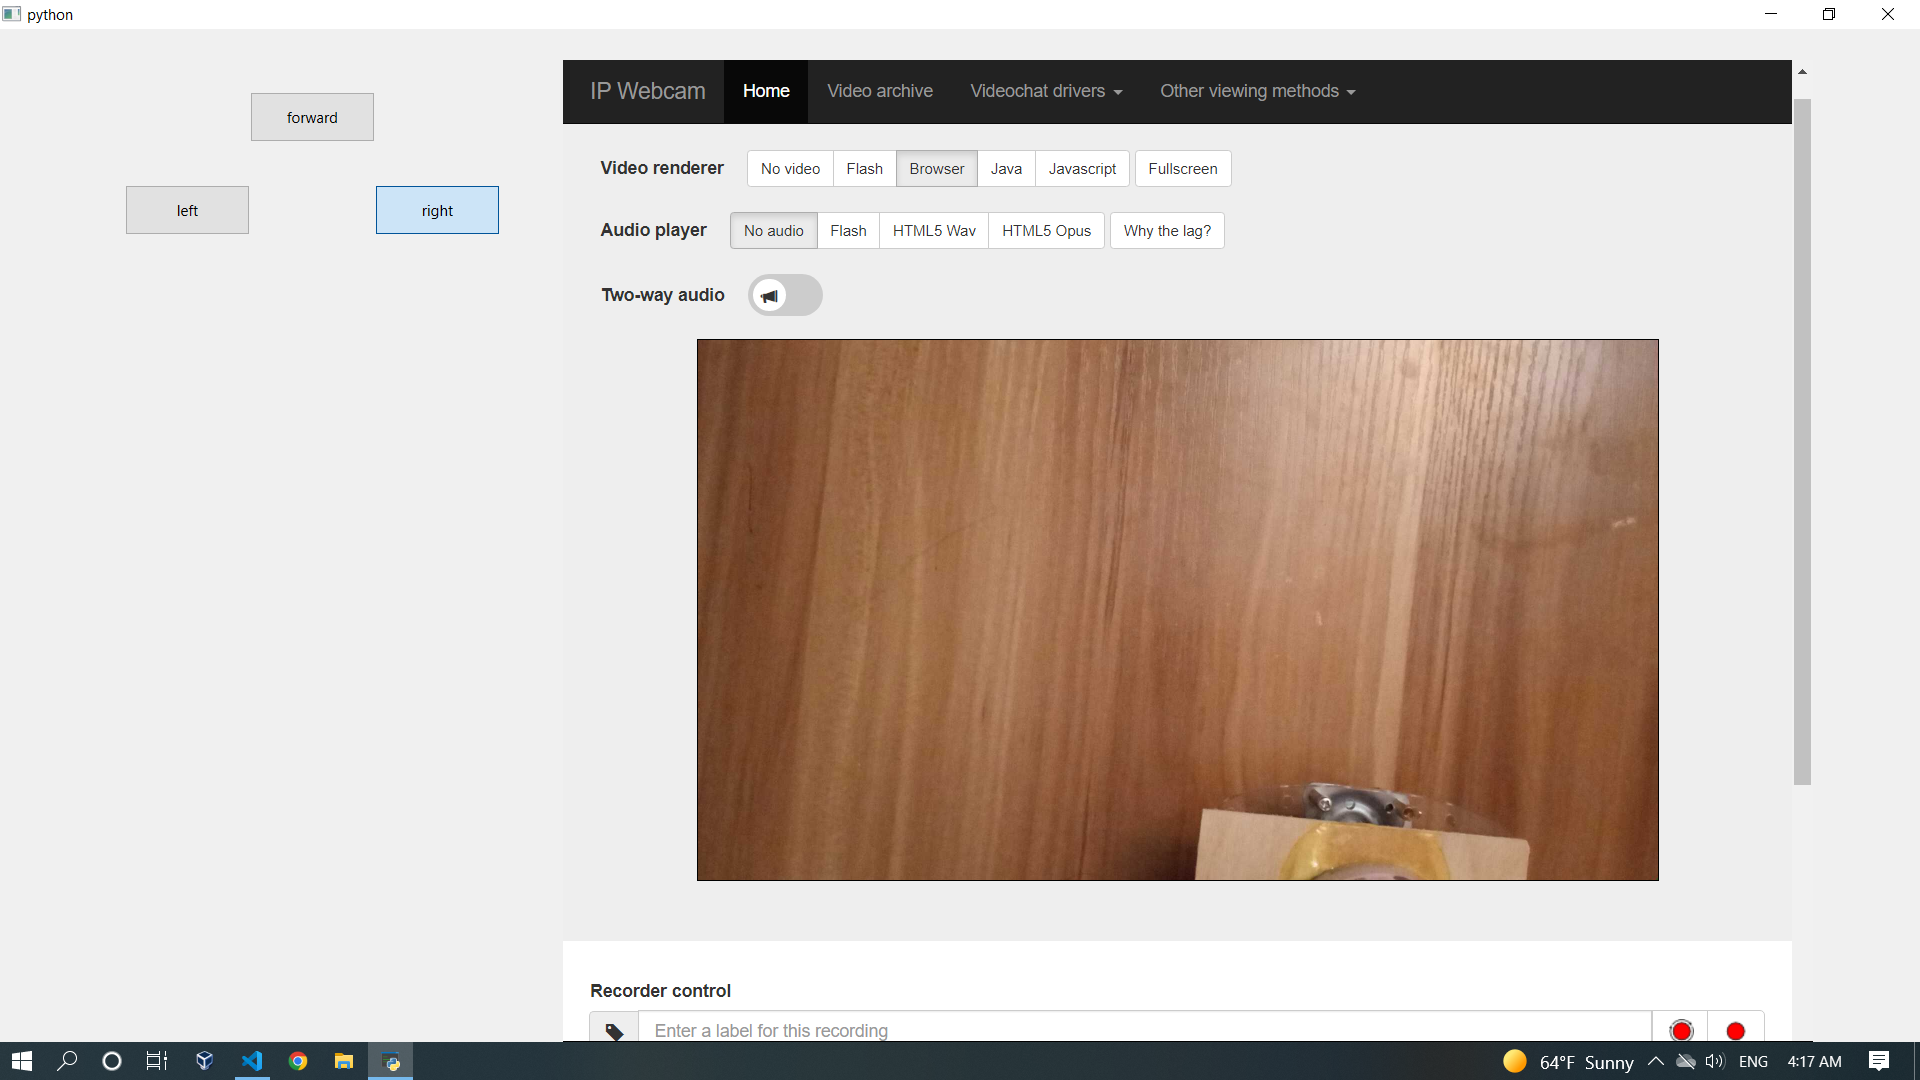 python
forward
left
right
IP Webcam Home Video archive Videochat drivers Other viewing methods
Video renderer No video Flash Browser Java Javascript Fullscreen
Audio player No audio Flash HTML5 Wav HTML5 Opus Why the lag?
Two-way audio
Recorder control
Enter a label for this recording
64°F Sunny ENG 4:17 AM